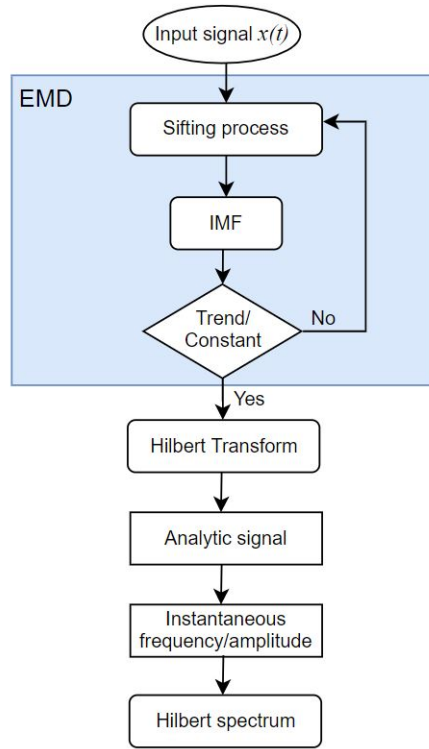 Input signal x(t)
EMD
Sifting process
IMF
Trend/
Constant
No
Yes
Hilbert Transform
Analytic signal
Instantaneous
frequency/amplitude
Hilbert spectrum